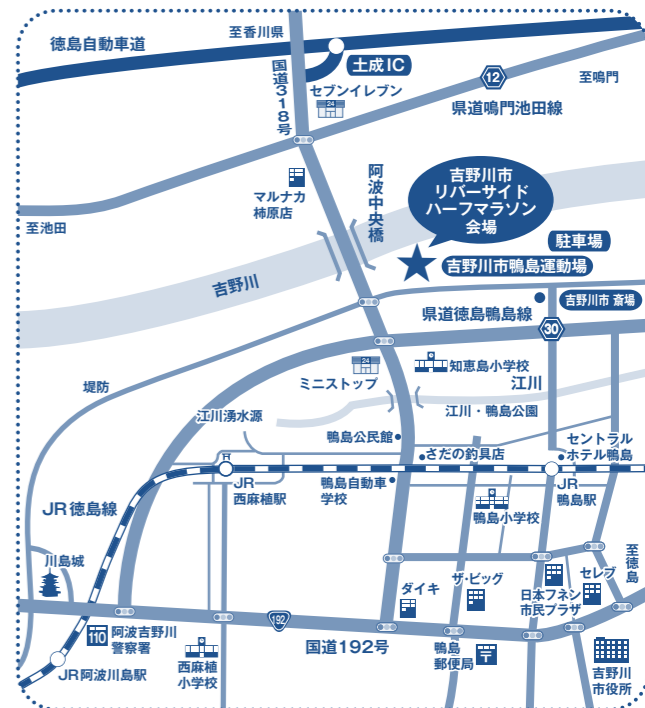 至香川県
徳島自動車道
土成IC
国道318号
セブンイレブン
24
12
至鳴門
県道鳴門池田線
マルナカ
柿原店
阿波中央橋
吉野川市
リバーサイド
ハーフマラソン
会場
至池田
駐車場
吉野川市鴨島運動場
吉野川
吉野川市 斎場
県道徳島鴨島線
30
24
ミニストップ
知恵島小学校
江川
堤防
江川湧水源
江川・鴨島公園
鴨島公民館
さだの釣具店
セントラル
ホテル鴨島
JR
西麻植駅
鴨島自動車
学校
JR
鴨島駅
JR徳島線
鴨島小学校
川島城
至徳島
ダイキ
ザ・ビッグ
日本フネン
市民プラザ
セレブ
192
110
阿波吉野川
警察署
国道192号
西麻植
小学校
鴨島
郵便局
〒
吉野川
市役所
JR阿波川島駅